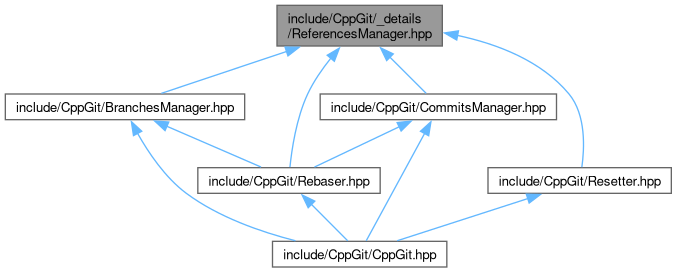 include/CppGit/_details
/ReferencesManager.hpp
include/CppGit/BranchesManager.hpp
include/CppGit/CommitsManager.hpp
include/CppGit/Rebaser.hpp
include/CppGit/Resetter.hpp
include/CppGit/CppGit.hpp